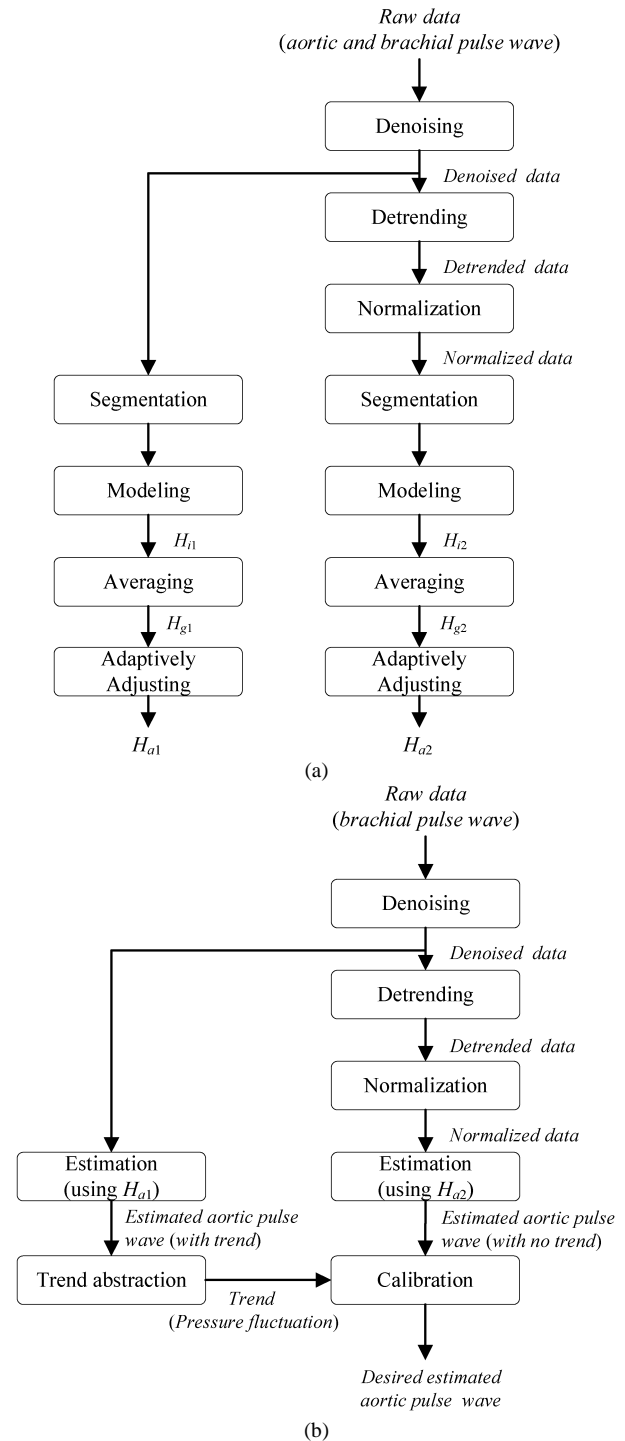 Raw data
(aortic and brachial pulse wave)
Denoising
Denoised data
Detrending
Detrended data
Normalization
Normalized data
Segmentation
Segmentation
Modeling
Modeling
Hi1
Hi2
Averaging
Averaging
Hg1
Hg2
Adaptively
Adjusting
Adaptively
Adjusting
Ha1
Ha2
(a)
Raw data
(brachial pulse wave)
Denoising
Denoised data
Detrending
Detrended data
Normalization
Normalized data
Estimation
(using Ha1)
Estimation
(using Ha2)
Estimated aortic pulse
wave (with trend)
Estimated aortic pulse
wave (with no trend)
Trend abstraction
Trend
(Pressure fluctuation)
Calibration
Desired estimated
aortic pulse wave
(b)